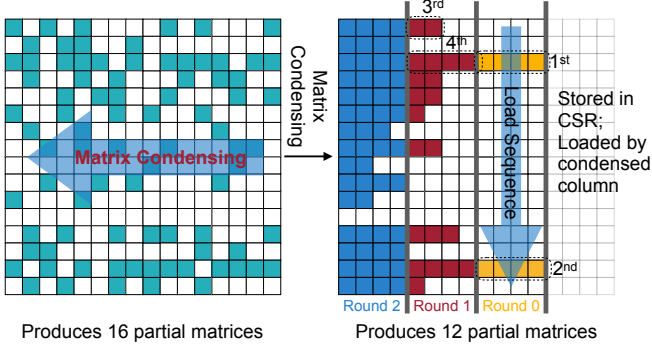 3rd
4th
1st
Matrix
Condensing
Matrix Condensing
Load Sequence
Stored in
CSR;
Loaded by
condensed
column
2nd
Round 2
Round 1
Round 0
Produces 16 partial matrices
Produces 12 partial matrices